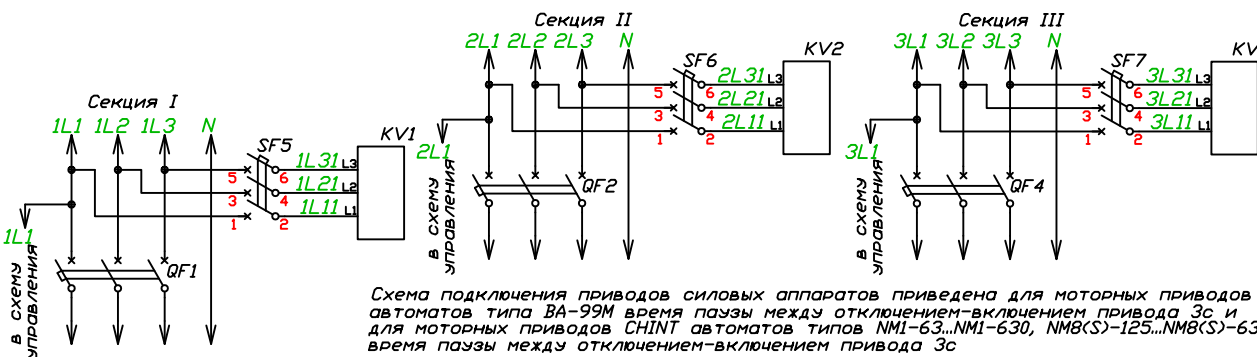 Секция I
1L1 1L2 1L3 N
SF5
KV1
5 6 1L31 L3
3 4 1L21 L2
1 2 1L11 L1
1L1
в схему
управления
QF1
Секция II
2L1 2L2 2L3 N
SF6
KV2
5 6 2L31 L3
3 4 2L21 L2
1 2 2L11 L1
2L1
в схему
управления
QF2
Секция III
3L1 3L2 3L3 N
SF7
KV
5 6 3L31 L3
3 4 3L21 L2
1 2 3L11 L1
3L1
в схему
управления
QF4
Схема подключения приводов силовых аппаратов приведена для моторных приводов
автоматов типа ВА-99М время паузы между отключением-включением привода 3с и
для моторных приводов CHINT автоматов типов NM1-63...NM1-630, NM8(S)-125...NM8(S)-63
время паузы между отключением-включением привода 3с